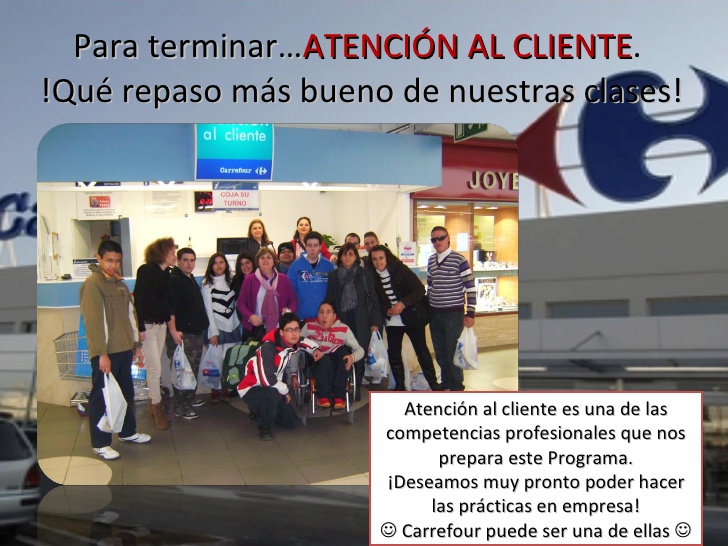 Para terminar…ATENCIÓN AL CLIENTE.
!Qué repaso más bueno de nuestras clases!
al cliente
Carrefour
COJA SU
TURNO
JOYE
Atención al cliente es una de las
competencias profesionales que nos
prepara este Programa.
¡Deseamos muy pronto poder hacer
las prácticas en empresa!
☺ Carrefour puede ser una de ellas ☺